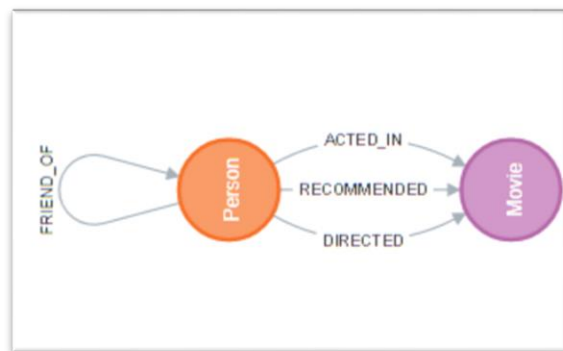 FRIEND_OF
Person
ACTED_IN
RECOMMENDED
DIRECTED
Movie